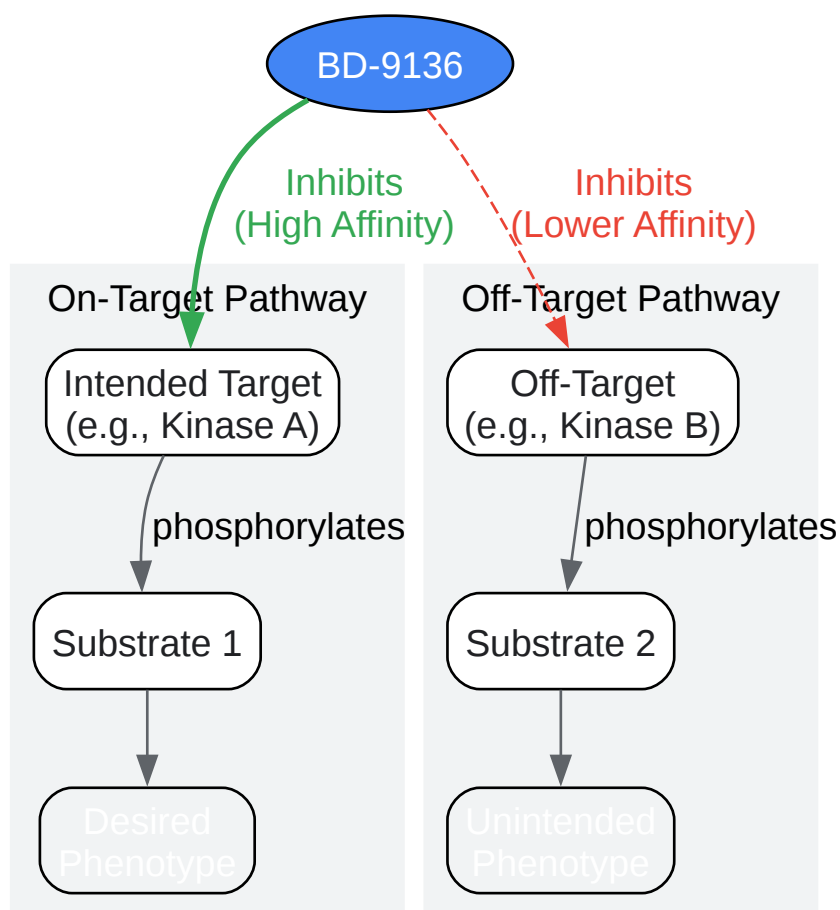 BD-9136
Inhibits
(High Affinity)
Inhibits
(Lower Affinity)
On-Target Pathway
Off-Target Pathway
Intended Target
(e.g., Kinase A)
Off-Target
(e.g., Kinase B)
phosphorylates
phosphorylates
Substrate 1
Substrate 2
Desired
Phenotype
Unintended
Phenotype